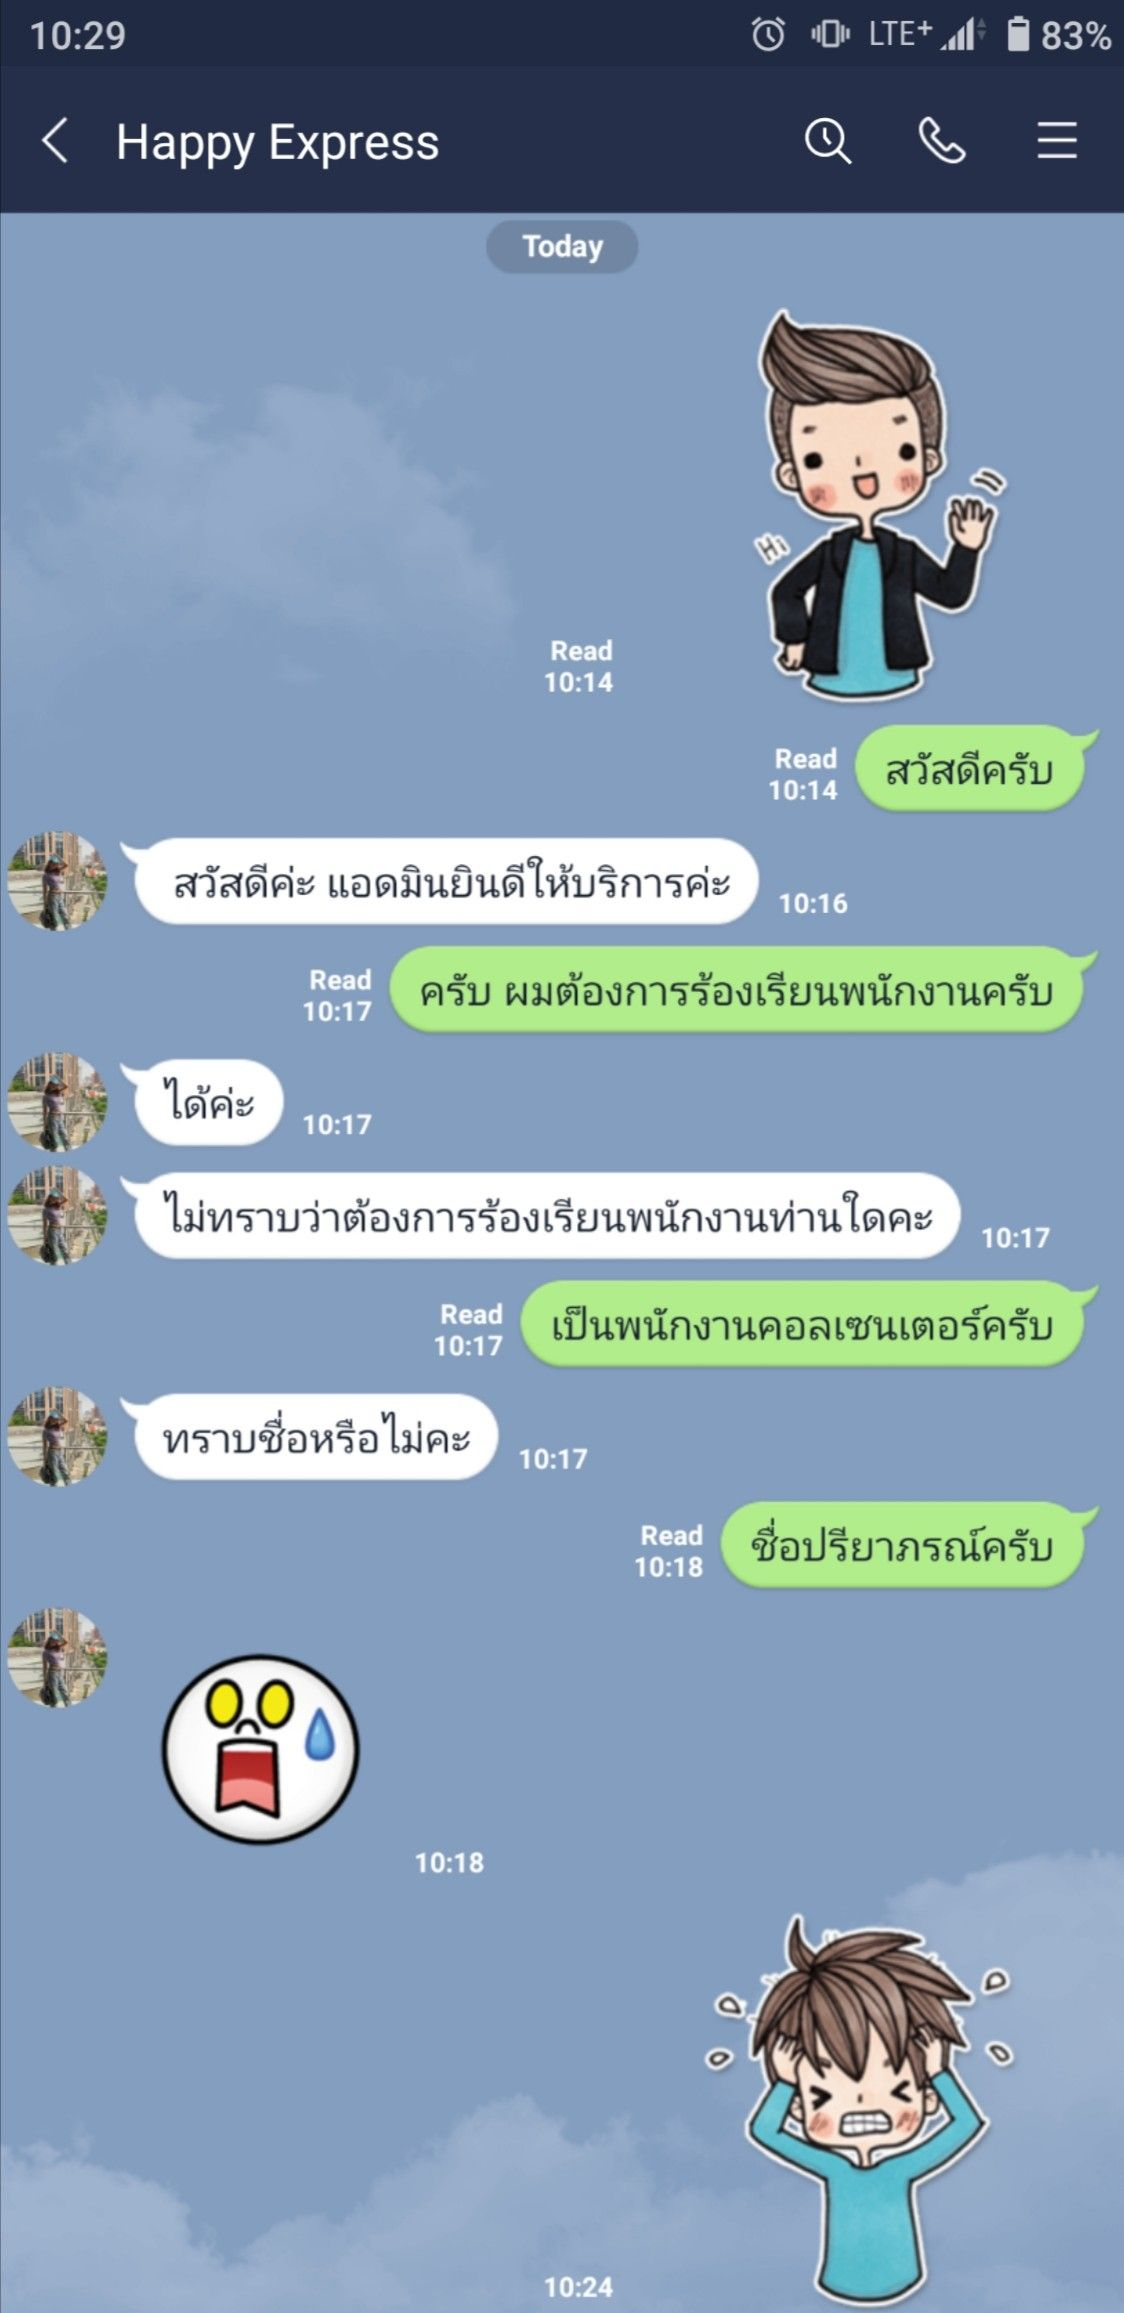 10:29
LTE+
83%
Happy Express
Today
Hi
Read
10:14
Read
10:14
สวัสดีครับ
สวัสดีค่ะ แอดมินยินดีให้บริการค่ะ
10:16
Read
10:17
ครับ ผมต้องการร้องเรียนพนักงานครับ
ได้ค่ะ
10:17
ไม่ทราบว่าต้องการร้องเรียนพนักงานท่านใดคะ
10:17
Read
10:17
เป็นพนักงานคอลเซนเตอร์ครับ
ทราบชื่อหรือไม่คะ
10:17
Read
10:18
ชื่อปรียาภรณ์ครับ
10:18
10:24